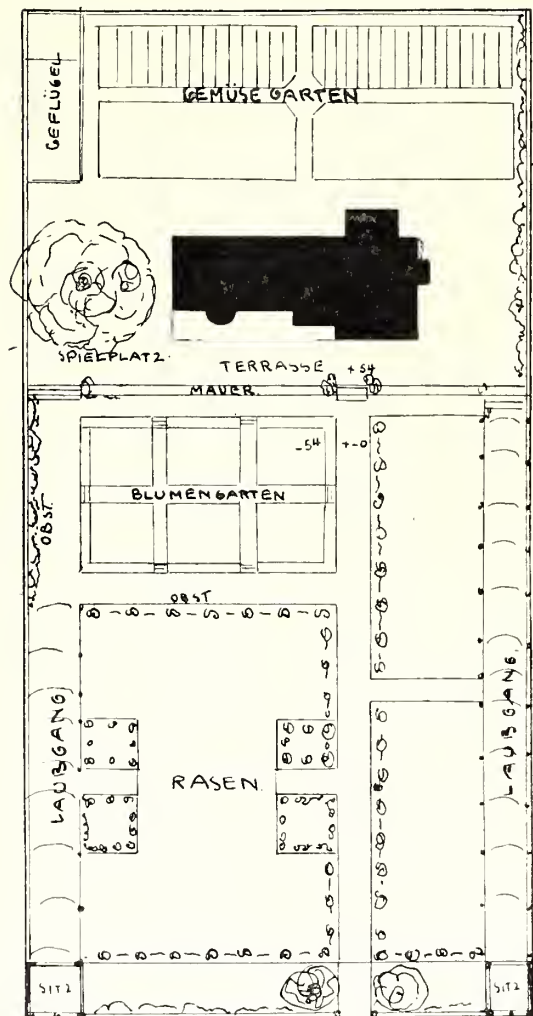 GEFLÜGEL
GEMÜSE GARTEN
SPIELPLATZ.
TERRASSE
+54
MAUER.
-54
+-0
BLUMENGARTEN
OBST.
OBST
LAUBGANG
LAUBGANG.
RASEN.
SITZ
SITZ